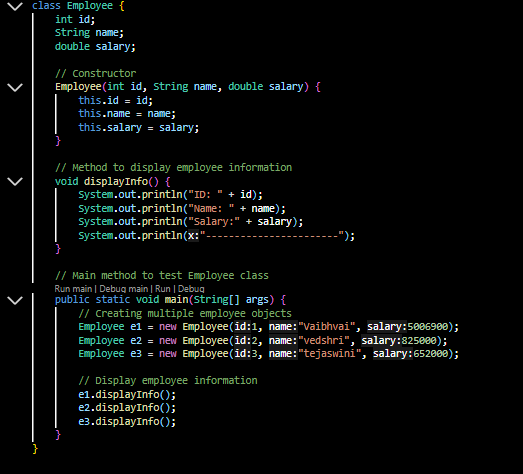 class Employee {
int id;
String name;
double salary;
// Constructor
Employee(int id, String name, double salary) {
this.id = id;
this.name = name;
this.salary = salary;
}
// Method to display employee information
void displayInfo() {
System.out.println("ID: " + id);
System.out.println("Name: " + name);
System.out.println("Salary:" + salary);
System.out.println(x:"-----------------------");
}
// Main method to test Employee class
Run main | Debug main | Run | Debug
public static void main(String[] args) {
// Creating multiple employee objects
Employee e1 = new Employee(id:1, name:"Vaibhvai", salary:5006900);
Employee e2 = new Employee(id:2, name:"vedshri", salary:825000);
Employee e3 = new Employee(id:3, name:"tejaswini", salary:652000);
// Display employee information
e1.displayInfo();
e2.displayInfo();
e3.displayInfo();
}
}